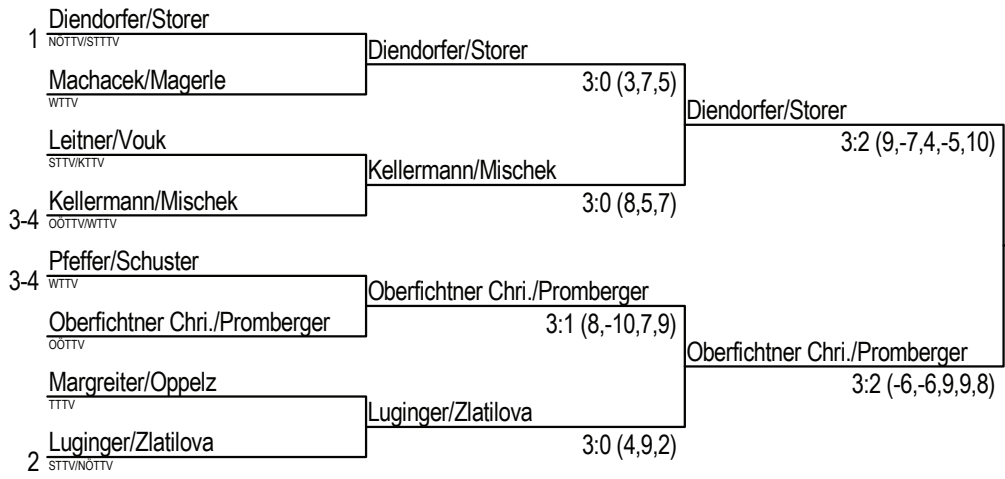 Diendorfer/Storer
1
NÖTTV/STTTV
Diendorfer/Storer
Machacek/Magerle
3:0 (3,7,5)
WTTV
Diendorfer/Storer
Leitner/Vouk
3:2 (9,-7,4,-5,10)
STTV/KTTV
Kellermann/Mischek
Kellermann/Mischek
3:0 (8,5,7)
3-4
OÖTTV/WTTV
Pfeffer/Schuster
3-4
WTTV
Oberfichtner Chri./Promberger
Oberfichtner Chri./Promberger
3:1 (8,-10,7,9)
OÖTTV
Oberfichtner Chri./Promberger
Margreiter/Oppelz
3:2 (-6,-6,9,9,8)
TTTV
Luginger/Zlatilova
Luginger/Zlatilova
3:0 (4,9,2)
2
STTV/NÖTTV